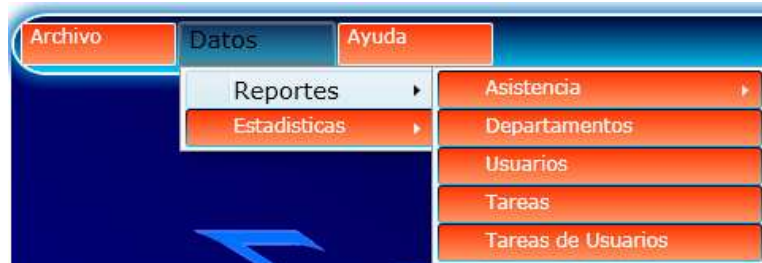 Archivo Datos Ayuda
Reportes
Estadisticas
Asistencia
Departamentos
Usuarios
Tareas
Tareas de Usuarios